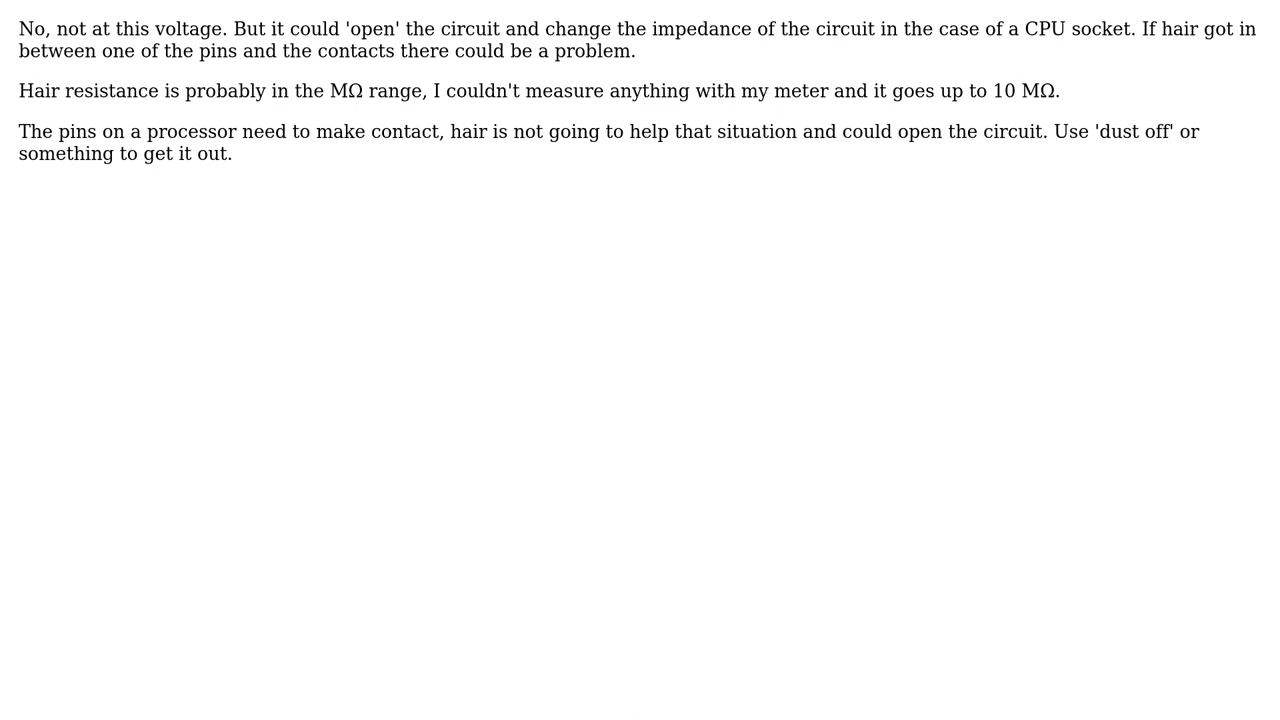 No, not at this voltage. But it could 'open' the circuit and change the impedance of the circuit in the case of a CPU socket. If hair got in
between one of the pins and the contacts there could be a problem.
Hair resistance is probably in the MΩ range, I couldn't measure anything with my meter and it goes up to 10 MΩ.
The pins on a processor need to make contact, hair is not going to help that situation and could open the circuit. Use 'dust off' or
something to get it out.